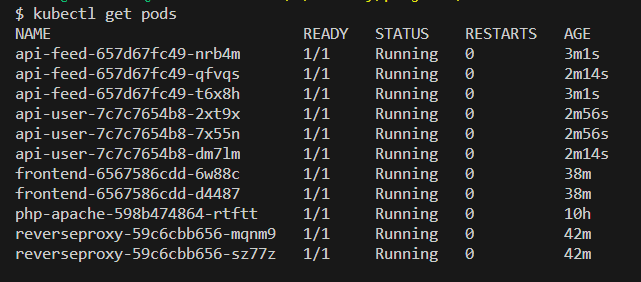 $ kubectl get pods
NAME READY STATUS RESTARTS AGE
api-feed-657d67fc49-nrb4m 1/1 Running 0 3m1s
api-feed-657d67fc49-qfvqs 1/1 Running 0 2m14s
api-feed-657d67fc49-t6x8h 1/1 Running 0 3m1s
api-user-7c7c7654b8-2xt9x 1/1 Running 0 2m56s
api-user-7c7c7654b8-7x55n 1/1 Running 0 2m56s
api-user-7c7c7654b8-dm7lm 1/1 Running 0 2m14s
frontend-6567586cdd-6w88c 1/1 Running 0 38m
frontend-6567586cdd-d4487 1/1 Running 0 38m
php-apache-598b474864-rtftt 1/1 Running 0 10h
reverseproxy-59c6cbb656-mqnm9 1/1 Running 0 42m
reverseproxy-59c6cbb656-sz77z 1/1 Running 0 42m